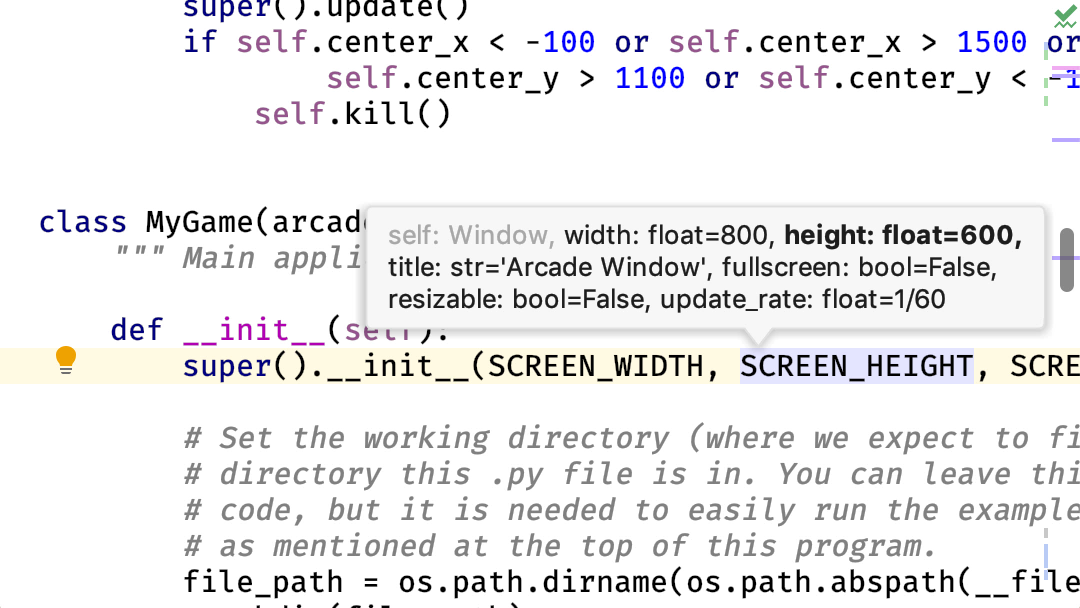 super().update()
if self.center_x < -100 or self.center_x > 1500 or
self.center_y > 1100 or self.center_y < -1
self.kill()
class MyGame(arcade
""" Main appli
self: Window, width: float=800, height: float=600,
title: str='Arcade Window', fullscreen: bool=False,
resizable: bool=False, update_rate: float=1/60
def __init__(self):
super().__init__(SCREEN_WIDTH, SCREEN_HEIGHT, SCRE
# Set the working directory (where we expect to fi
# directory this .py file is in. You can leave thi
# code, but it is needed to easily run the example
# as mentioned at the top of this program.
file_path = os.path.dirname(os.path.abspath(__file